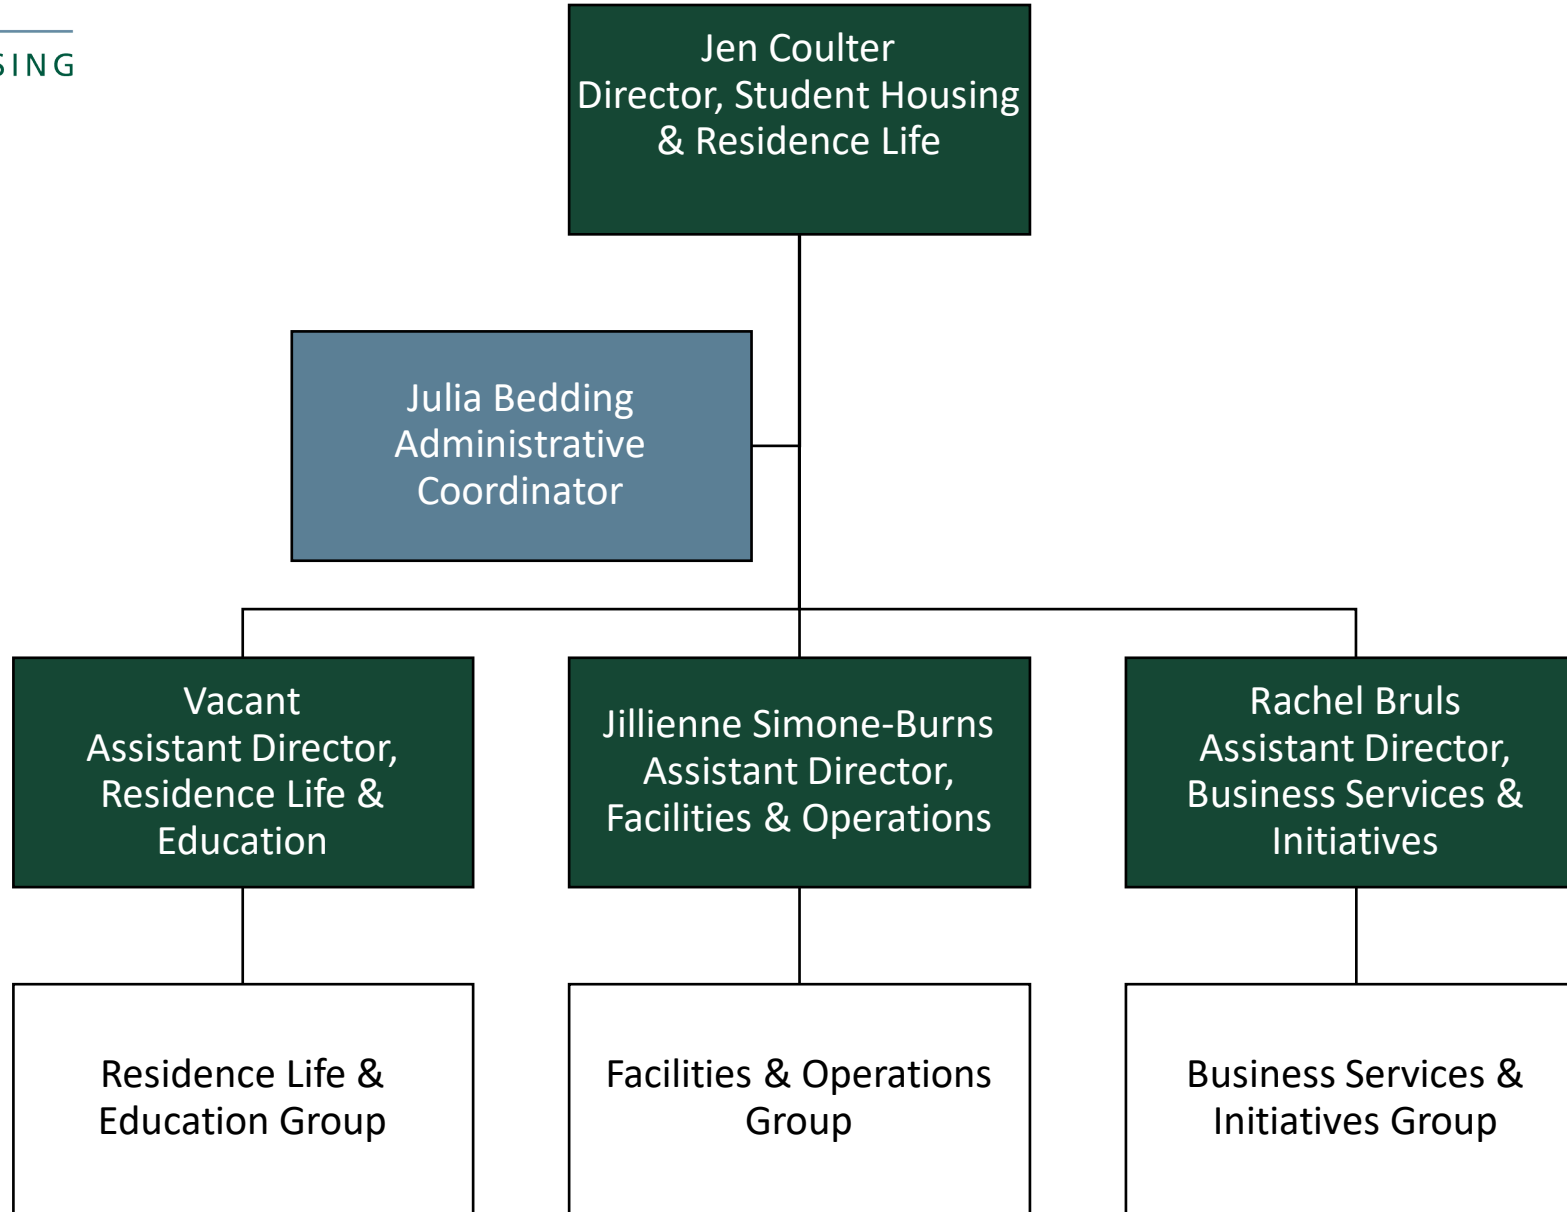 SING
Jen Coulter
Director, Student Housing
& Residence Life
Julia Bedding
Administrative
Coordinator
Vacant
Assistant Director,
Residence Life &
Education
Jillienne Simone-Burns
Assistant Director,
Facilities & Operations
Rachel Bruls
Assistant Director,
Business Services &
Initiatives
Residence Life &
Education Group
Facilities & Operations
Group
Business Services &
Initiatives Group